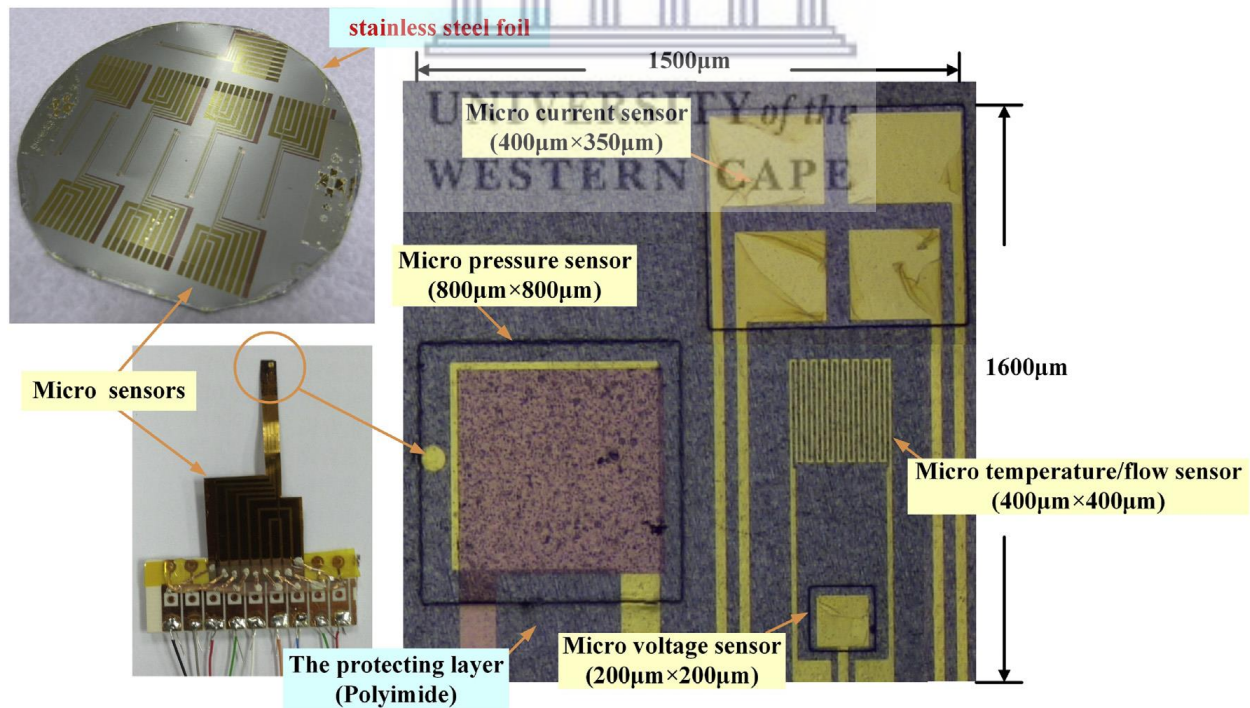 stainless steel foil
1500μm
UNIVERSITY of the
WESTERN CAPE
Micro current sensor
(400μm×350μm)
Micro pressure sensor
(800μm×800μm)
1600μm
Micro sensors
Micro temperature/flow sensor
(400μm×400μm)
The protecting layer
(Polyimide)
Micro voltage sensor
(200μm×200μm)